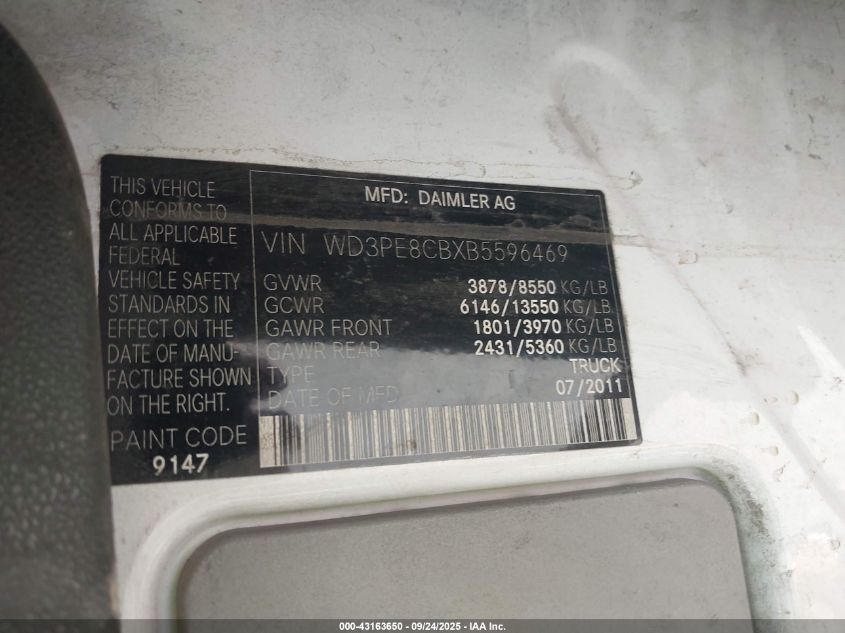 THIS VEHICLE
CONFORMS TO
ALL APPLICABLE
FEDERAL
VEHICLE SAFETY
STANDARDS IN
EFFECT ON THE
DATE OF MANU-
FACTURE SHOWN
ON THE RIGHT.
PAINT CODE
9147
MFD: DAIMLER AG
VIN WD3PE8CBXB5596469
GVWR 3878/8550 KG/LB
GCWR 6146/13550 KG/LB
GAWR FRONT 1801/3970 KG/LB
GAWR REAR 2431/5360 KG/LB
TYPE TRUCK
DATE OF MFD 07/2011
000-43163650 - 09/24/2025 - IAA Inc.